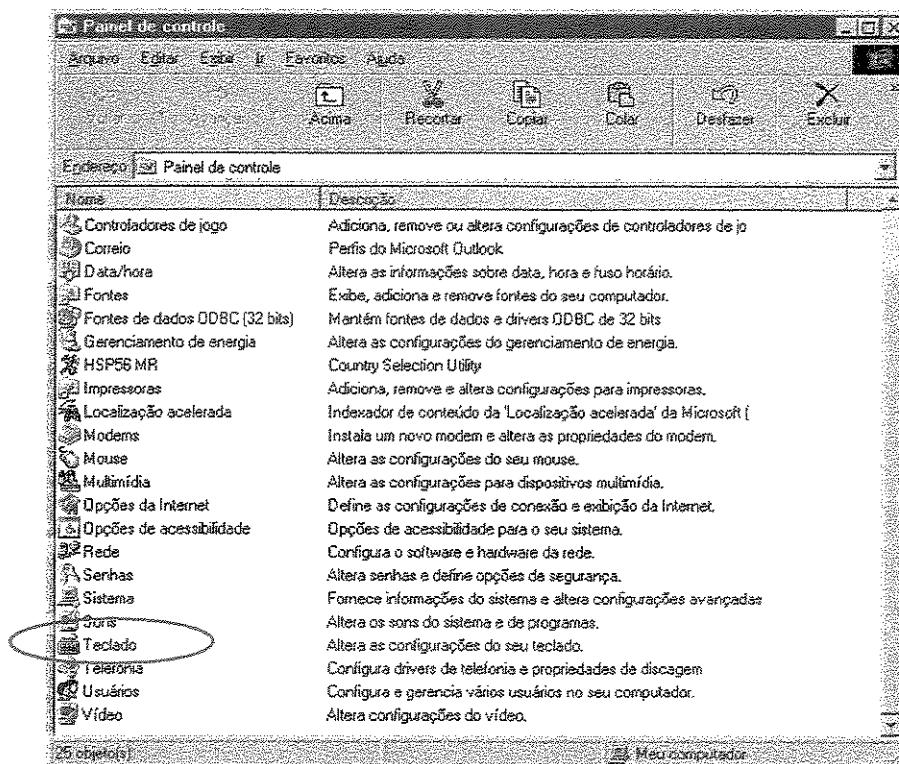 Painel de controle
Arquivo Editar Exibir Ir Favoritos Ajuda
Acima Recortar Copiar Colar Desfazer Excluir
Endereço Painel de controle
Nome Descrição
Controladores de jogo Adiciona, remove ou altera configurações de controladores de jo
Correio Perfis do Microsoft Outlook
Data/hora Altera as informações sobre data, hora e fuso horário.
Fontes Exibe, adiciona e remove fontes do seu computador.
Fontes de dados ODBC (32 bits) Mantém fontes de dados e drivers ODBC de 32 bits
Gerenciamento de energia Altera as configurações do gerenciamento de energia.
HSP56 MR Country Selection Utility
Impressoras Adiciona, remove e altera configurações para impressoras.
Localização acelerada Indexador de conteúdo da 'Localização acelerada' da Microsoft (
Modems Instala um novo modem e altera as propriedades do modem.
Mouse Altera as configurações do seu mouse.
Multimídia Altera as configurações para dispositivos multimídia.
Opções da Internet Define as configurações de conexão e exibição da Internet.
Opções de acessibilidade Opções de acessibilidade para o seu sistema.
Rede Configura o software e hardware da rede.
Senhas Altera senhas e define opções de segurança.
Sistema Fornece informações do sistema e altera configurações avançadas
Sons Altera os sons do sistema e de programas.
Teclado Altera as configurações do seu teclado.
Telefonia Configura drivers de telefonia e propriedades de discagem
Usuários Configura e gerencia vários usuários no seu computador.
Vídeo Altera configurações do vídeo.
25 objeto(s) Meu computador